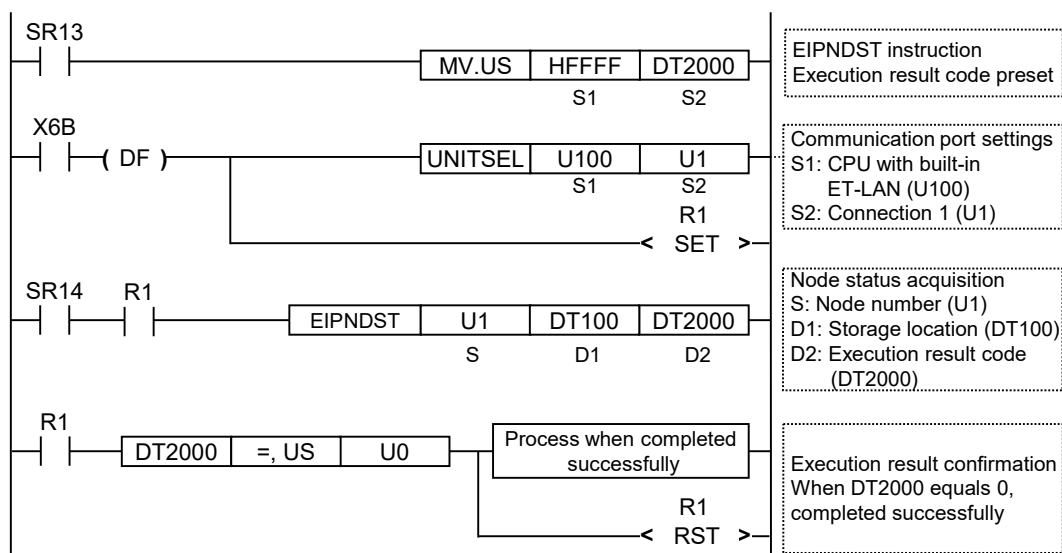 SR13
MV.US HFFFF DT2000
S1 S2
EIPNDST instruction
Execution result code preset
X6B
( DF )
UNITSEL U100 U1
S1 S2
R1
< SET >
Communication port settings
S1: CPU with built-in
ET-LAN (U100)
S2: Connection 1 (U1)
SR14 R1
EIPNDST U1 DT100 DT2000
S D1 D2
Node status acquisition
S: Node number (U1)
D1: Storage location (DT100)
D2: Execution result code
(DT2000)
R1
DT2000 =, US U0
Process when completed
successfully
R1
< RST >
Execution result confirmation
When DT2000 equals 0,
completed successfully